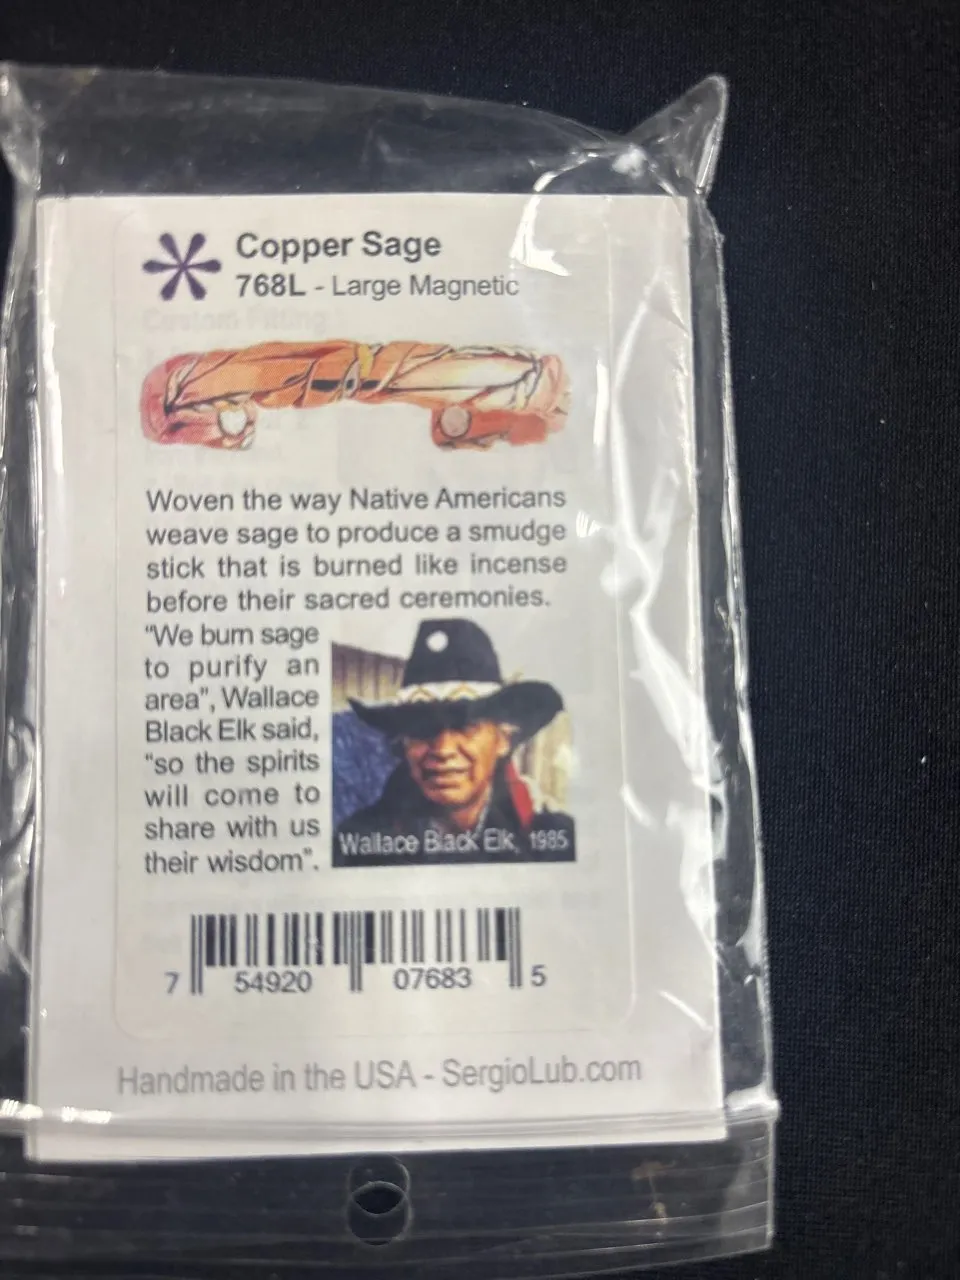 Copper Sage
768L - Large Magnetic
Custom Fitting
Woven the way Native Americans
weave sage to produce a smudge
stick that is burned like incense
before their sacred ceremonies.
"We burn sage
to purify an
area", Wallace
Black Elk said,
"so the spirits
will come to
share with us
their wisdom".
Wallace Black Elk, 1985
7 54920 07683 5
Handmade in the USA - SergioLub.com